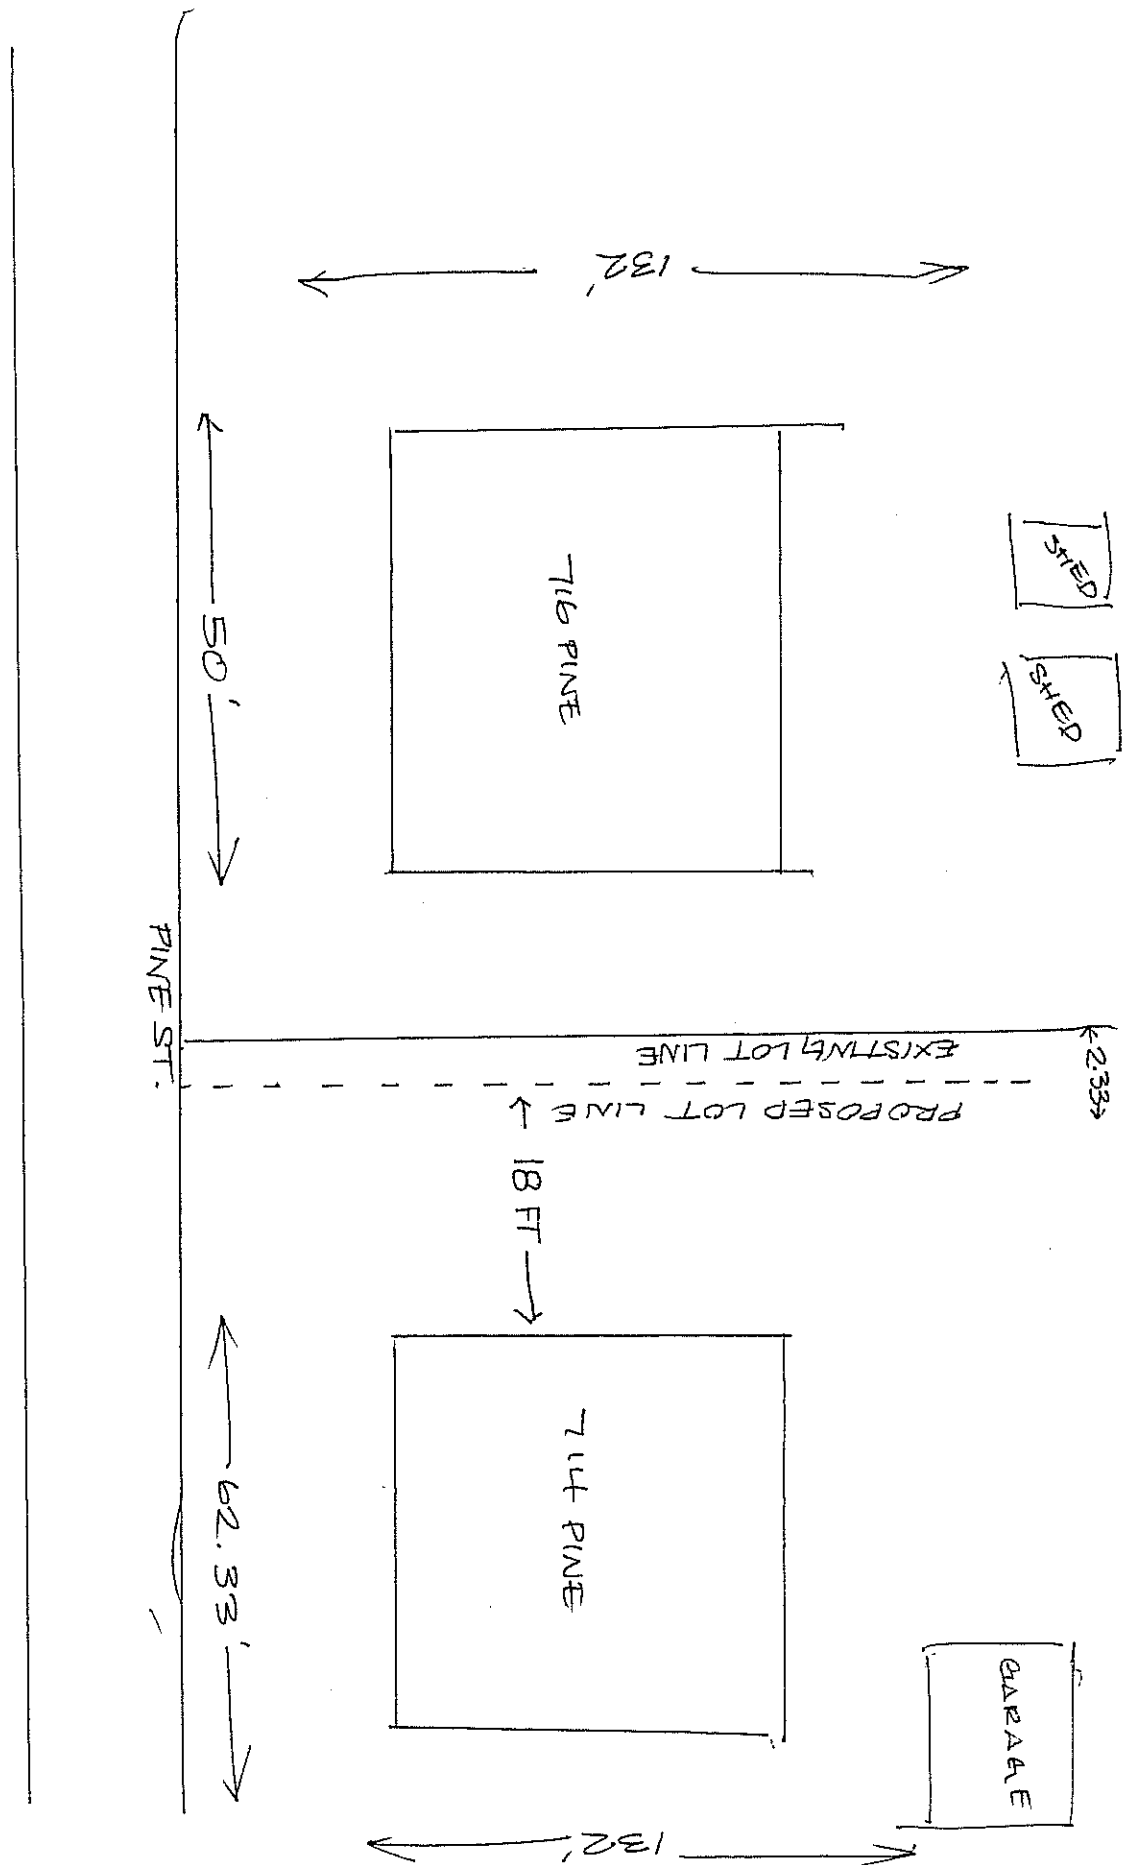 132'
SHED
SHED
716 PINE
50'
PINE ST.
EXISTING LOT LINE
2.33
PROPOSED LOT LINE
18 FT
714 PINE
62.33'
GARAGE
132'